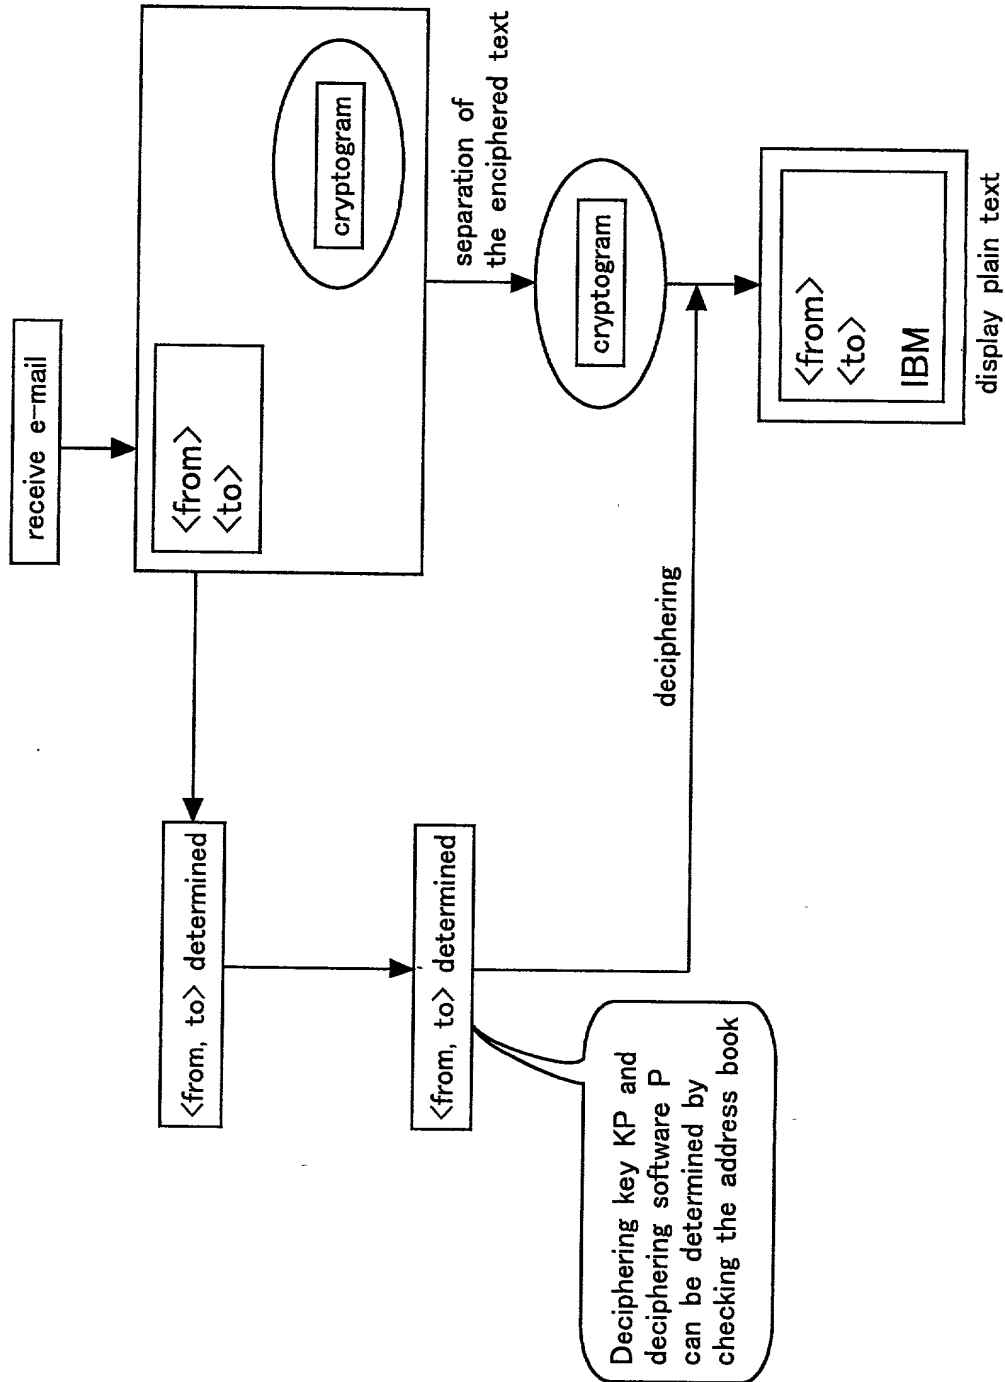 receive e-mail
<from>
<to>
cryptogram
<from, to> determined
separation of
the enciphered text
<from, to> determined
cryptogram
Deciphering key KP and
deciphering software P
can be determined by
checking the address book
deciphering
<from>
<to>
IBM
display plain text